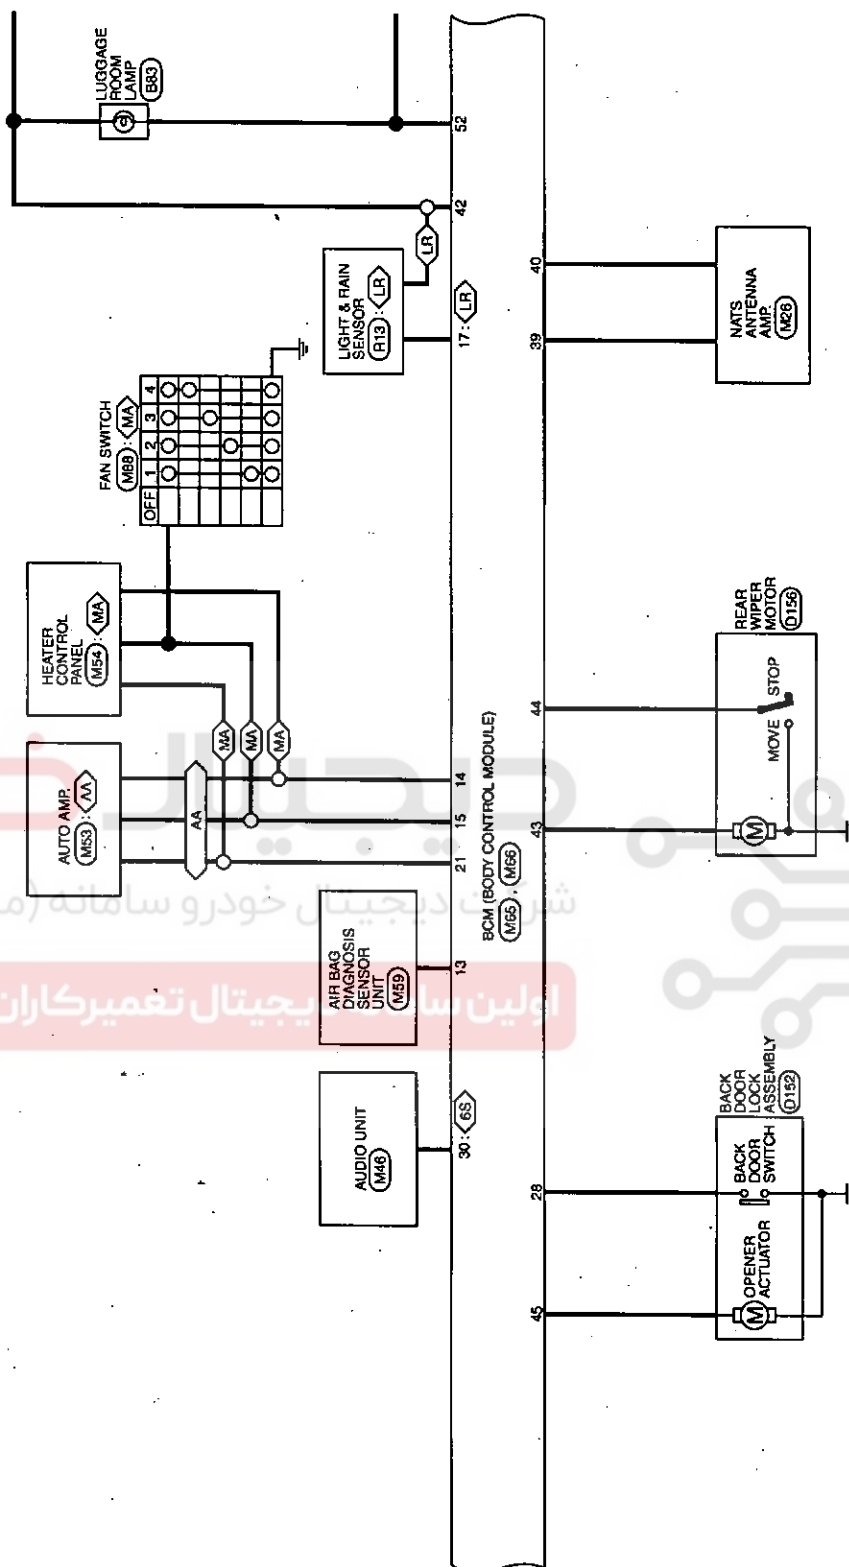 LUGGAGE
ROOM
LAMP
B83
52
42
LR
LIGHT & RAIN
SENSOR
R13 : LR
17 : LR
FAN SWITCH
M88 : MA
OFF 1 2 3 4
HEATER
CONTROL
PANEL
M54 : MA
AUTO AMP.
M53 : AA
AA
MA
MA
MA
14
15
21
AIR BAG
DIAGNOSIS
SENSOR
UNIT
M59
13
AUDIO UNIT
M46
30 : 6S
BCM (BODY CONTROL MODULE)
M65 , M66
40
39
NATS
ANTENNA
AMP.
M26
44
43
REAR
WIPER
MOTOR
D156
MOVE STOP
M
28
45
BACK
DOOR
LOCK
ASSEMBLY
D152
BACK
DOOR
SWITCH
OPENER
ACTUATOR
M
دیجیتال
شرکت دیجیتال خودرو سامانه
اولین سامانه دیجیتال تعمیرکاران